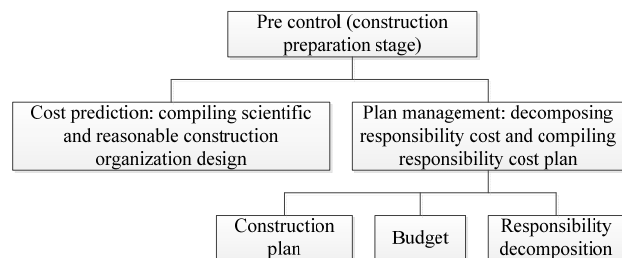 Pre control (construction
preparation stage)
Cost prediction: compiling scientific
and reasonable construction
organization design
Plan management: decomposing
responsibility cost and compiling
responsibility cost plan
Construction
plan
Budget
Responsibility
decomposition